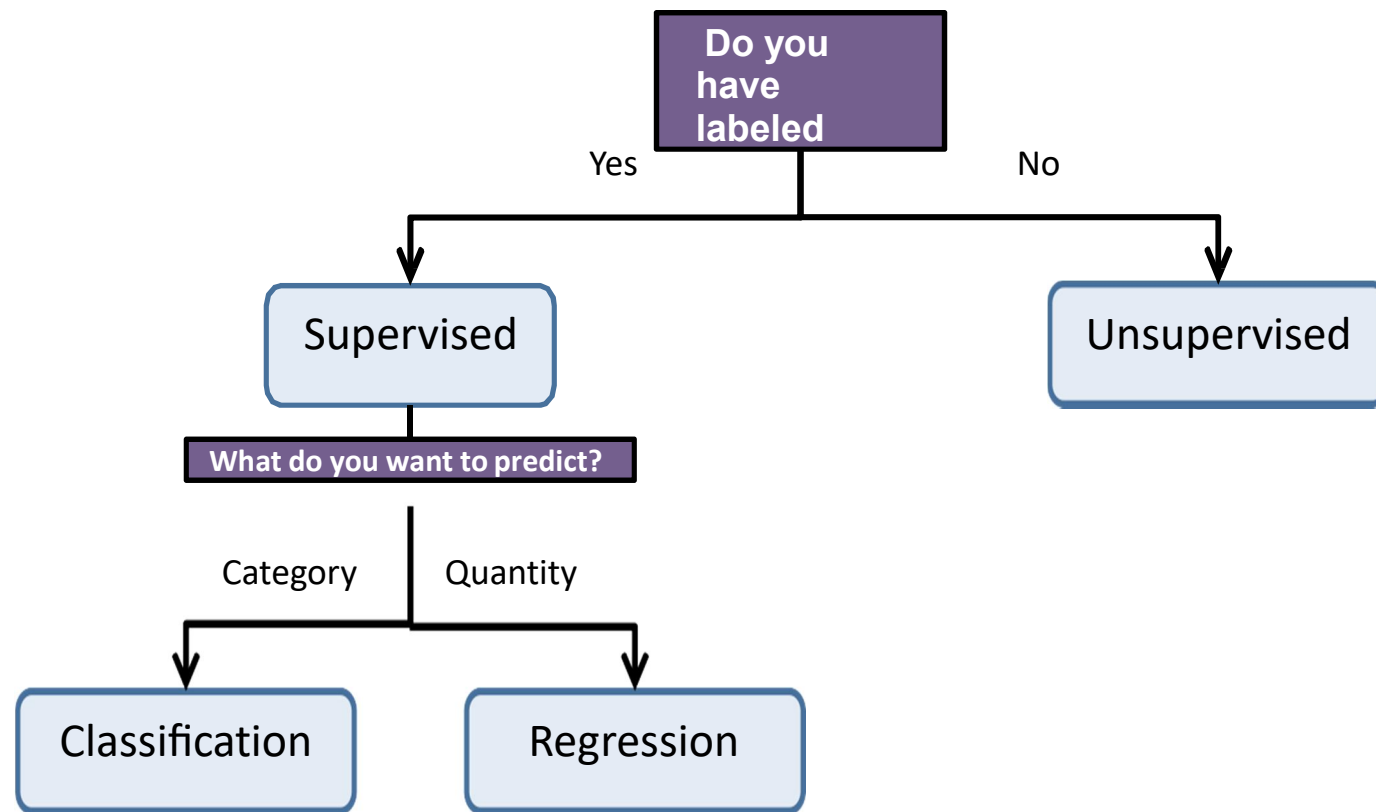 Do you
have
labeled
Yes
No
Supervised
Unsupervised
What do you want to predict?
Category
Quantity
Classification
Regression